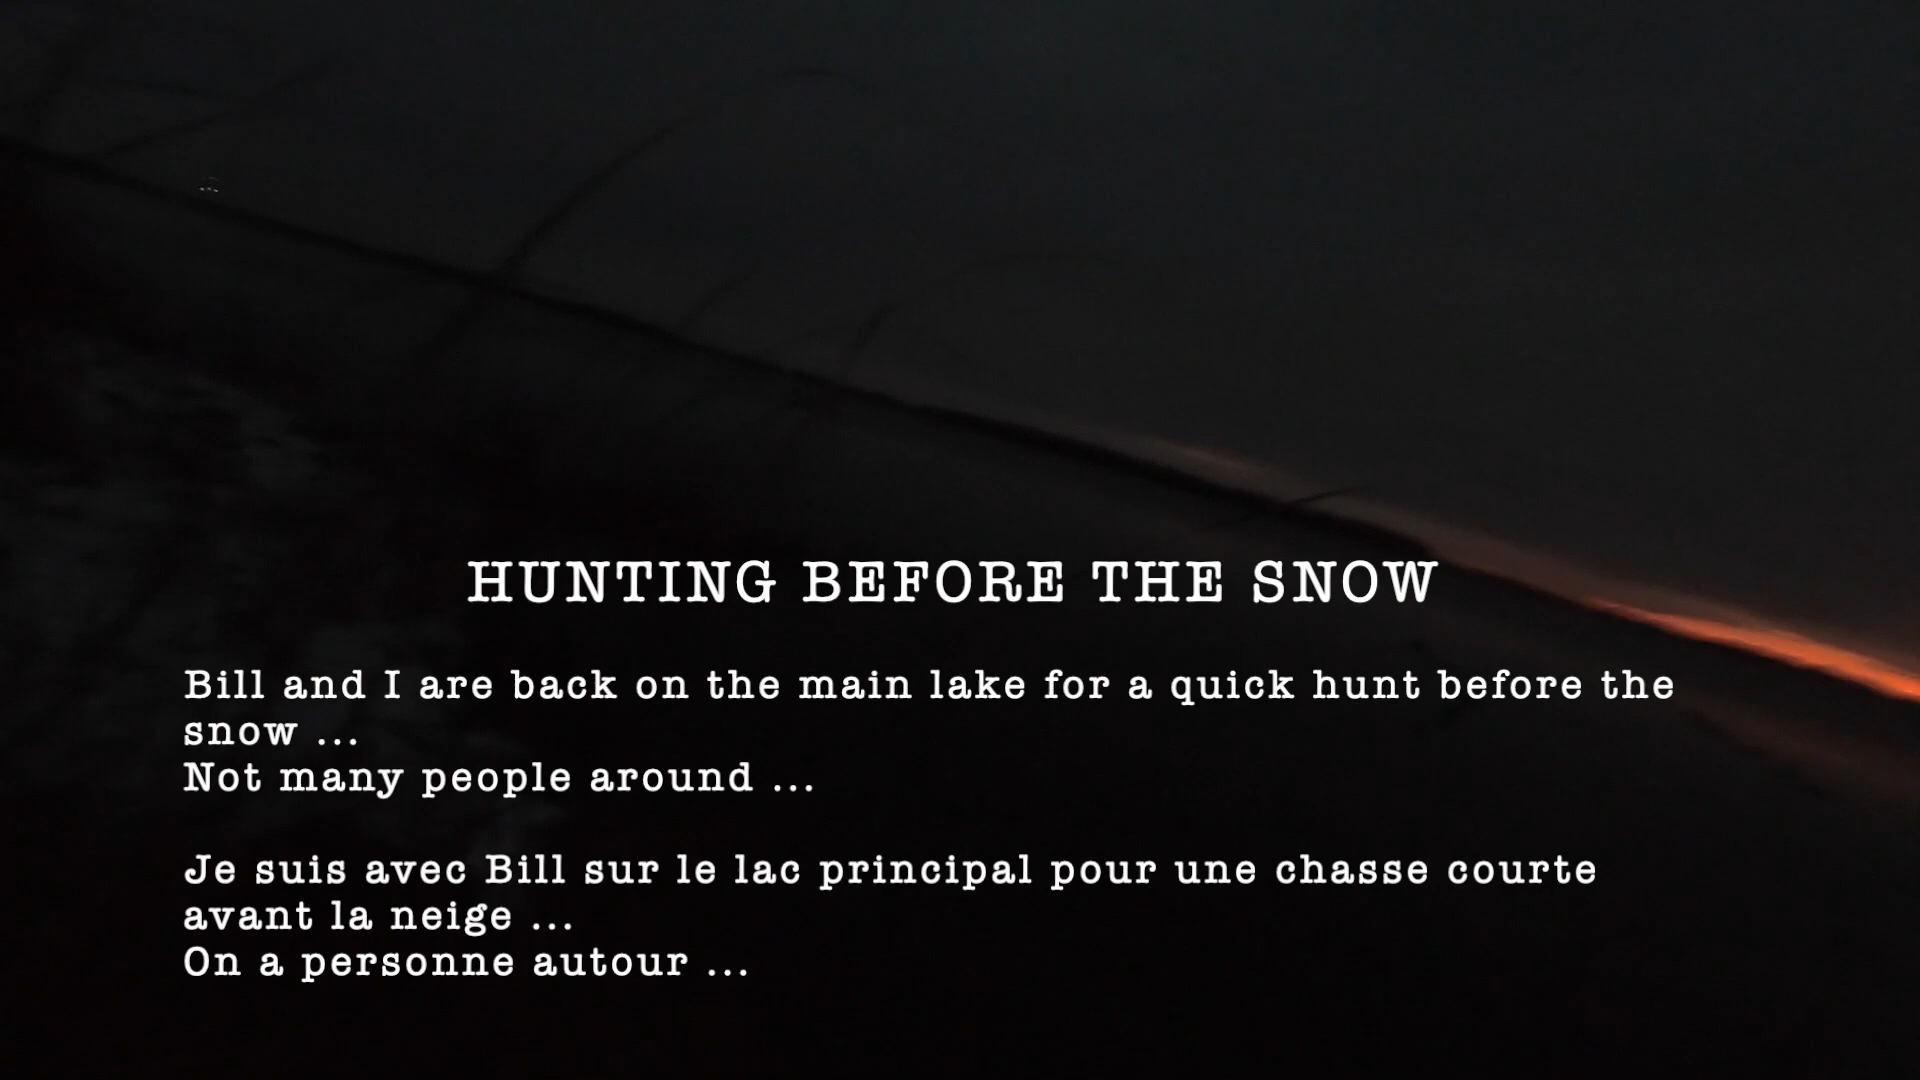 HUNTING BEFORE THE SNOW
Bill and I are back on the main lake for a quick hunt before the
snow ...
Not many people around ...
Je suis avec Bill sur le lac principal pour une chasse courte
avant la neige ...
On a personne autour ...